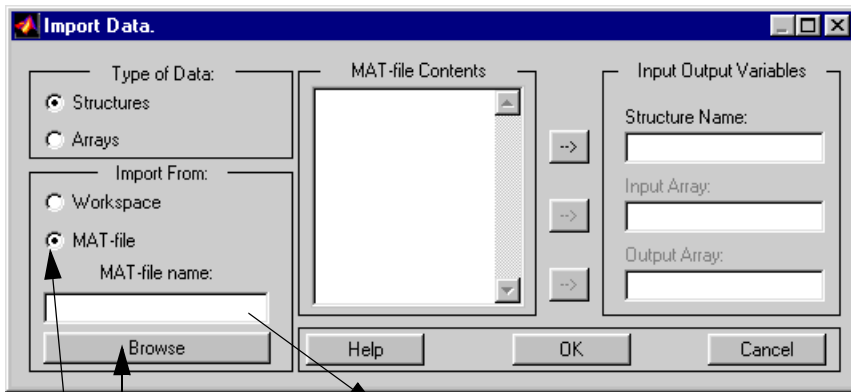 Import Data.
Type of Data:
Structures
Arrays
Import From:
Workspace
MAT-file
MAT-file name:
Browse
MAT-file Contents
-->
-->
-->
Input Output Variables
Structure Name:
Input Array:
Output Array:
Help
OK
Cancel